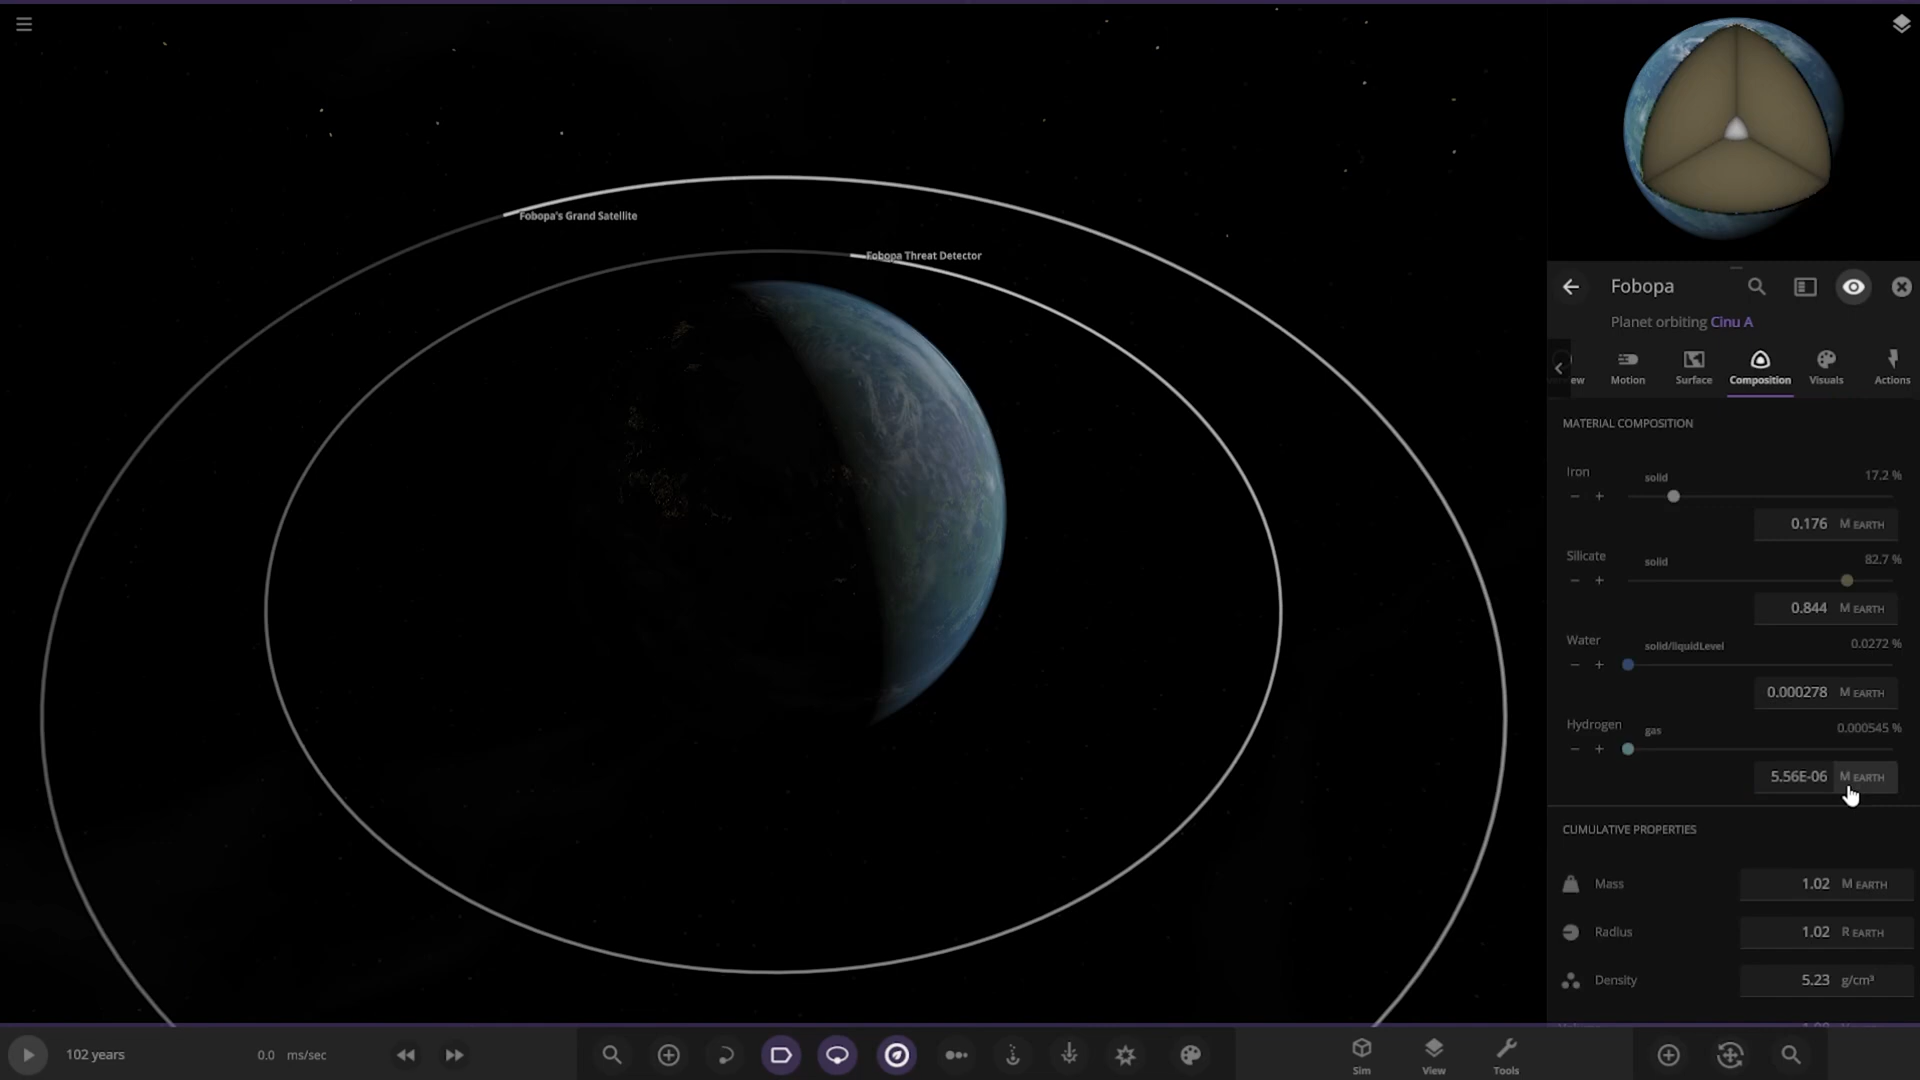 Fobopa's Grand Satellite
Fobopa Threat Detector
Fobopa
Planet orbiting Cinu A
ew Motion Surface Composition Visuals Actions
MATERIAL COMPOSITION
Iron solid 17.2 %
− +
0.176 M EARTH
Silicate solid 82.7 %
− +
0.844 M EARTH
Water solid/liquidLevel 0.0272 %
− +
0.000278 M EARTH
Hydrogen gas 0.000545 %
− +
5.56E-06 M EARTH
CUMULATIVE PROPERTIES
Mass 1.02 M EARTH
Radius 1.02 R EARTH
Density 5.23 g/cm³
102 years 0.0 ms/sec
Sim View Tools